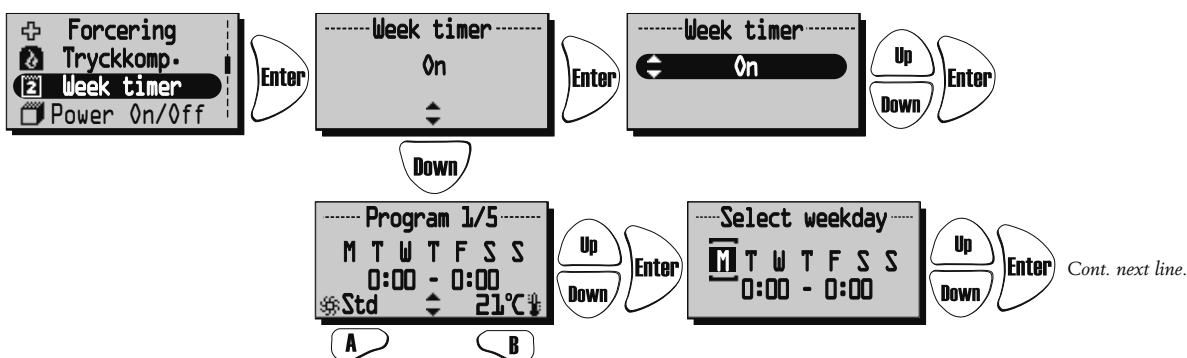 Forcering
Tryckkomp.
2 Week timer
Power On/Off
Enter
Week timer
On
Enter
Down
Week timer
On
Up
Down
Enter
Program 1/5
M T W T F S S
0:00 - 0:00
Std 21°C
A B
Up
Down
Enter
Select weekday
M T W T F S S
0:00 - 0:00
Up
Down
Enter
Cont. next line.